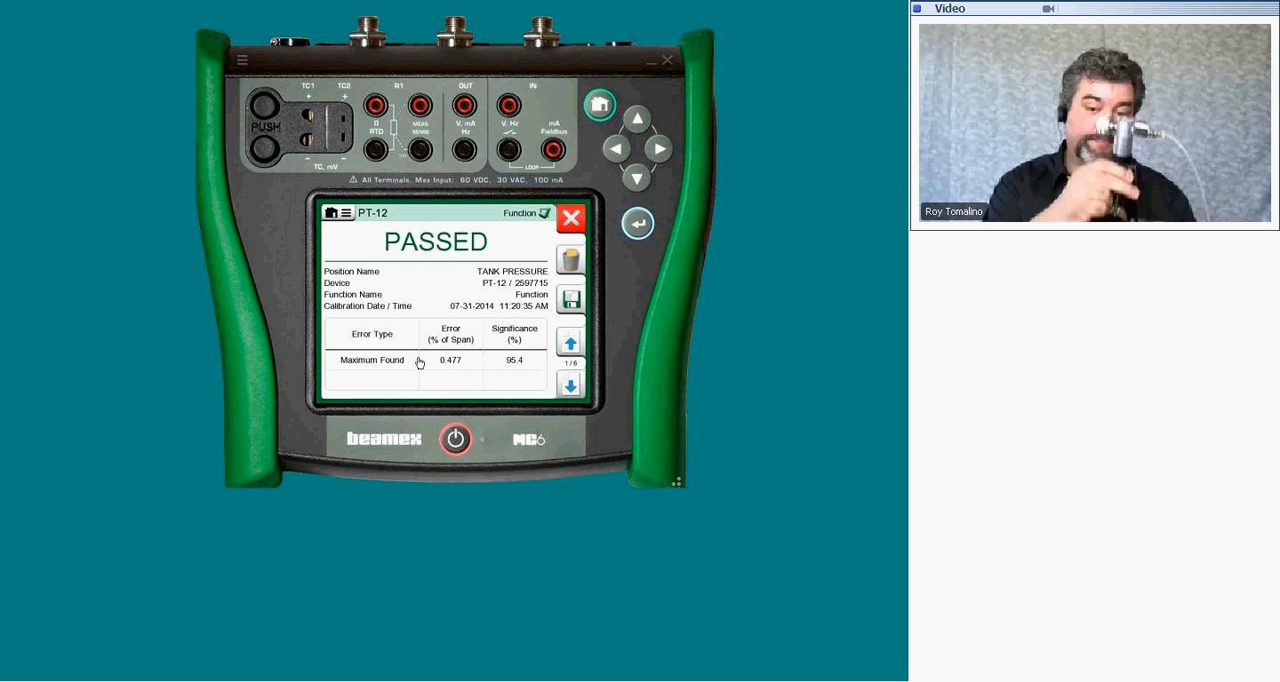 Video
Roy Tomalino
TC1
TC2
R1
OUT
IN
+
+
PUSH
Ω
RTD
MEAS
SENSE
V, mA
Hz
V, Hz
mA
Fieldbus
LOOP
TC, mV
All Terminals, Max Input: 60 VDC, 30 VAC, 100 mA
PT-12
Function
PASSED
Position Name TANK PRESSURE
Device PT-12 / 2597715
Function Name Function
Calibration Date / Time 07-31-2014 11:20:35 AM
Error Type Error (% of Span) Significance (%)
Maximum Found 0.477 95.4
1 / 6
beamex
MC6